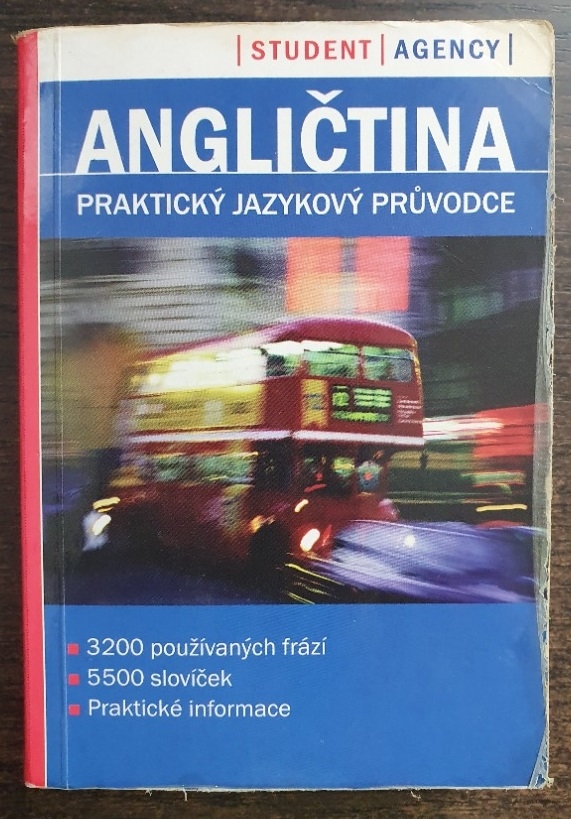 |STUDENT|AGENCY|
ANGLIČTINA
PRAKTICKÝ JAZYKOVÝ PRŮVODCE
3200 používaných frází
5500 slovíček
Praktické informace